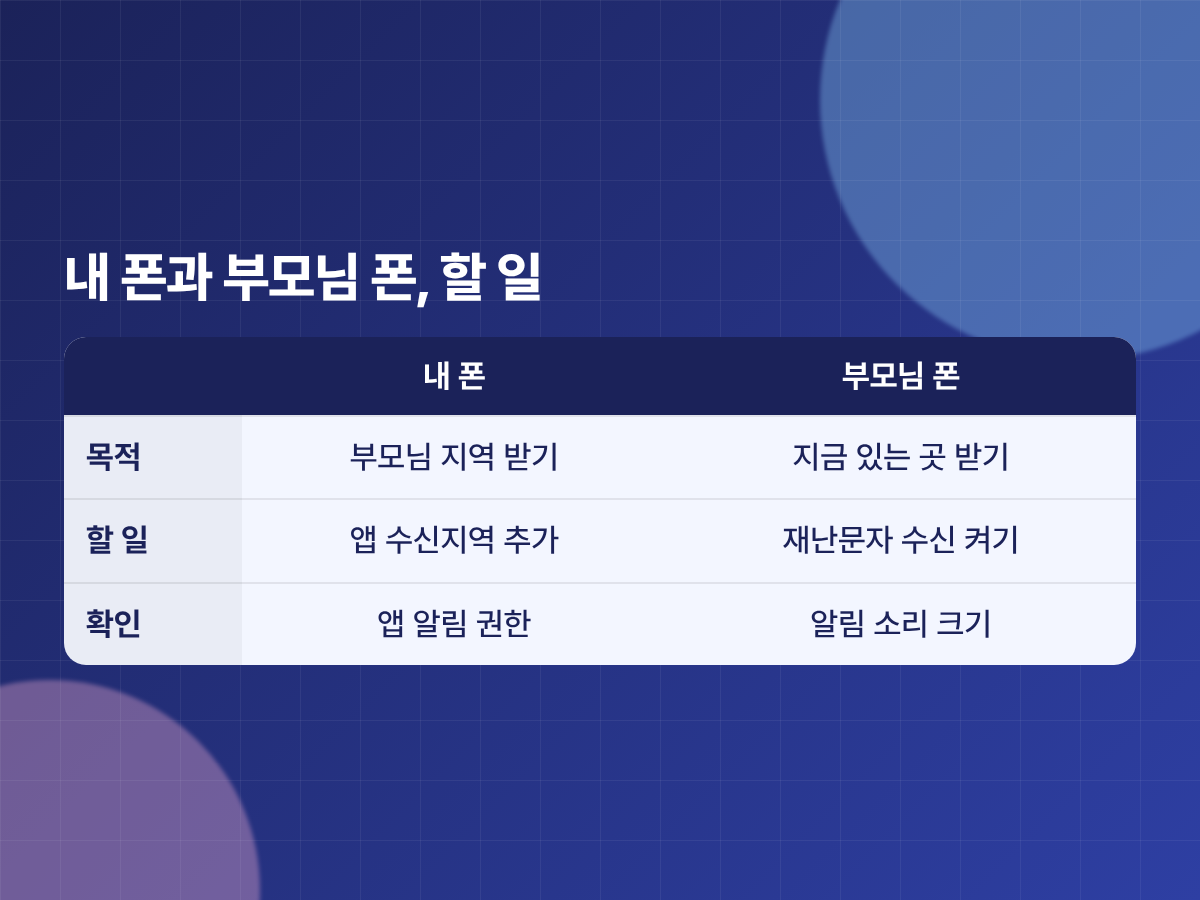 내 폰과 부모님 폰, 할 일
내 폰 부모님 폰
목적 부모님 지역 받기 지금 있는 곳 받기
할 일 앱 수신지역 추가 재난문자 수신 켜기
확인 앱 알림 권한 알림 소리 크기